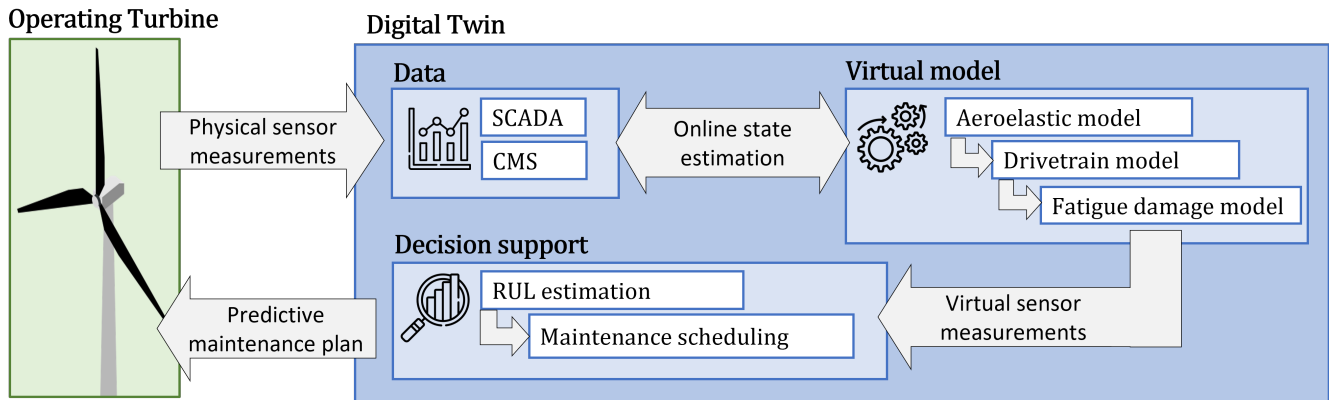 Operating Turbine
Digital Twin
Physical sensor
measurements
Data
SCADA
CMS
Online state
estimation
Virtual model
Aeroelastic model
Drivetrain model
Fatigue damage model
Virtual sensor
measurements
Decision support
RUL estimation
Maintenance scheduling
Predictive
maintenance plan